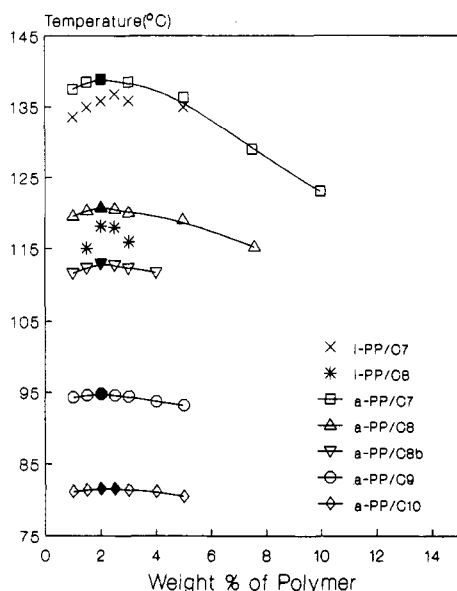 Temperature(°C)
145
135
125
115
105
95
85
75
i-PP/C7
i-PP/C8
a-PP/C7
a-PP/C8
a-PP/C8b
a-PP/C9
a-PP/C10
0 2 4 6 8 10 12 14
Weight % of Polymer